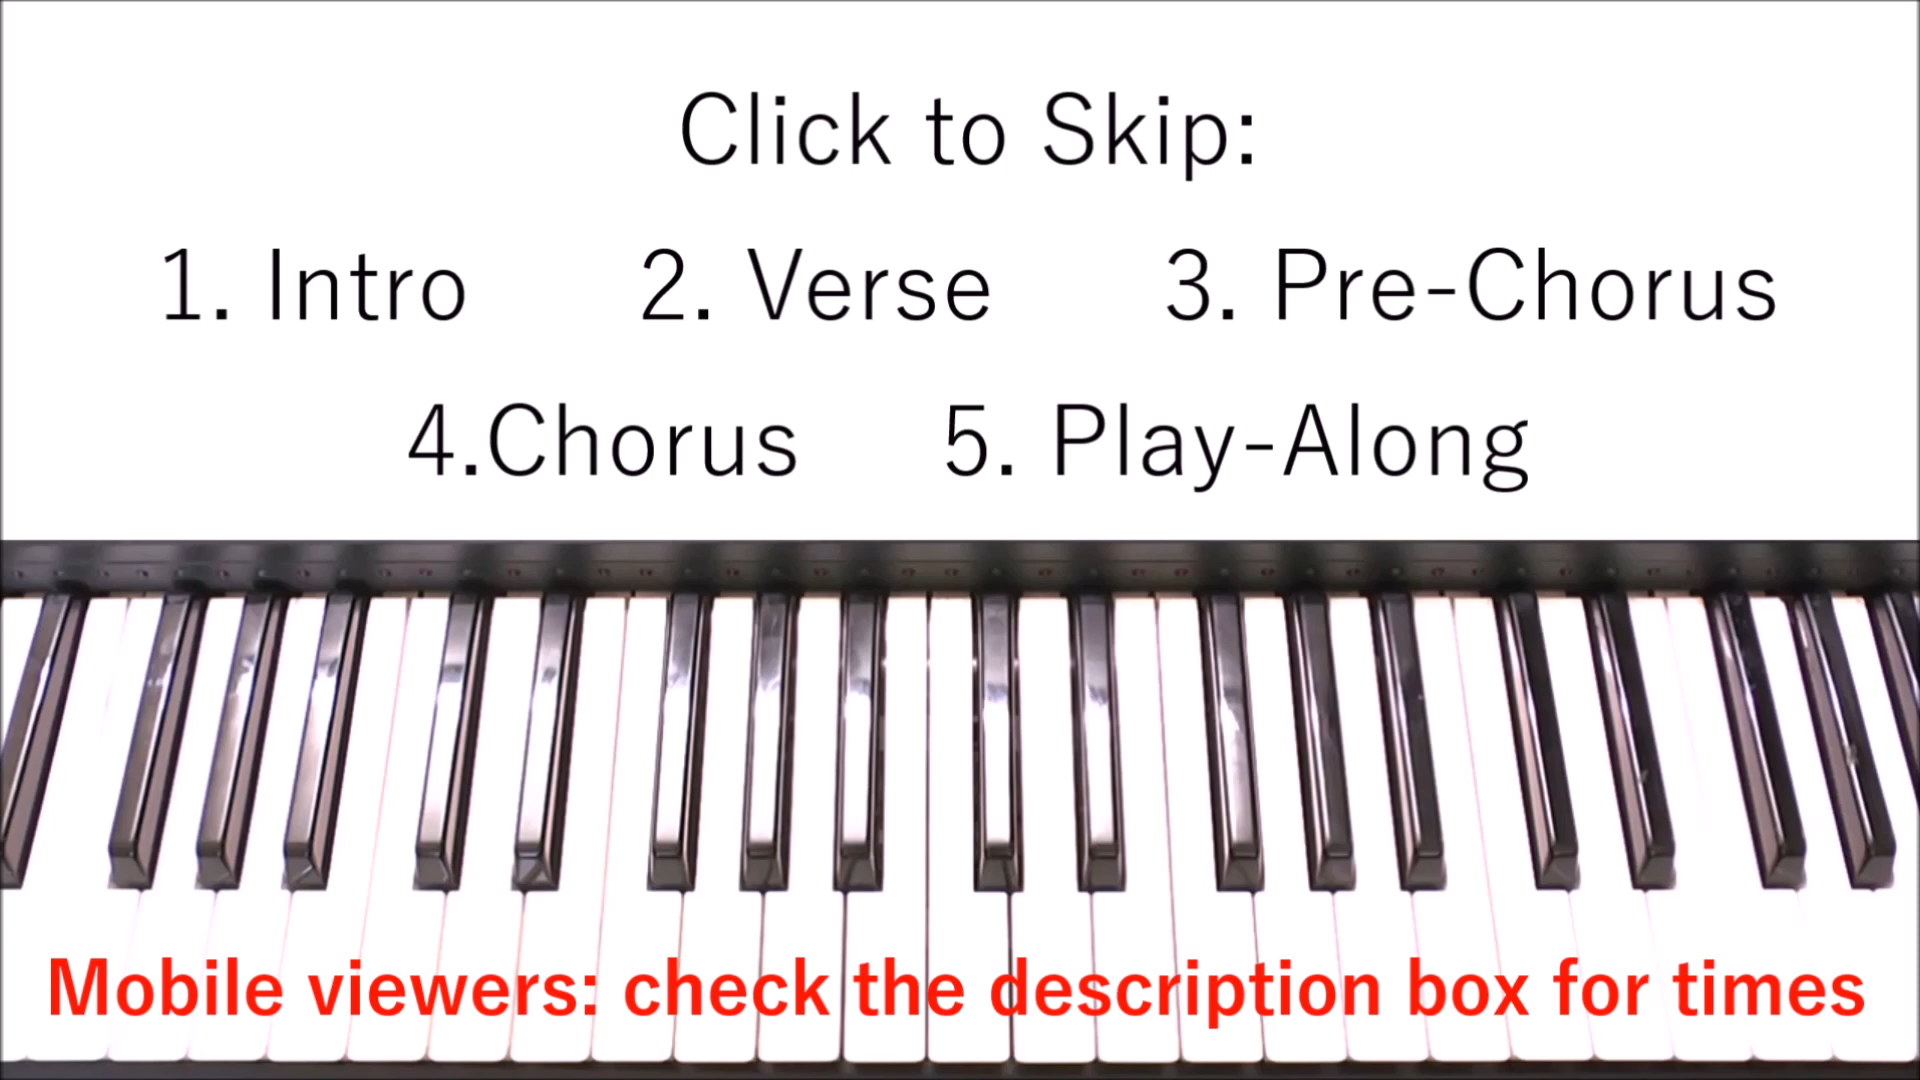 Click to Skip:
1. Intro 2. Verse 3. Pre-Chorus
4.Chorus 5. Play-Along
Mobile viewers: check the description box for times